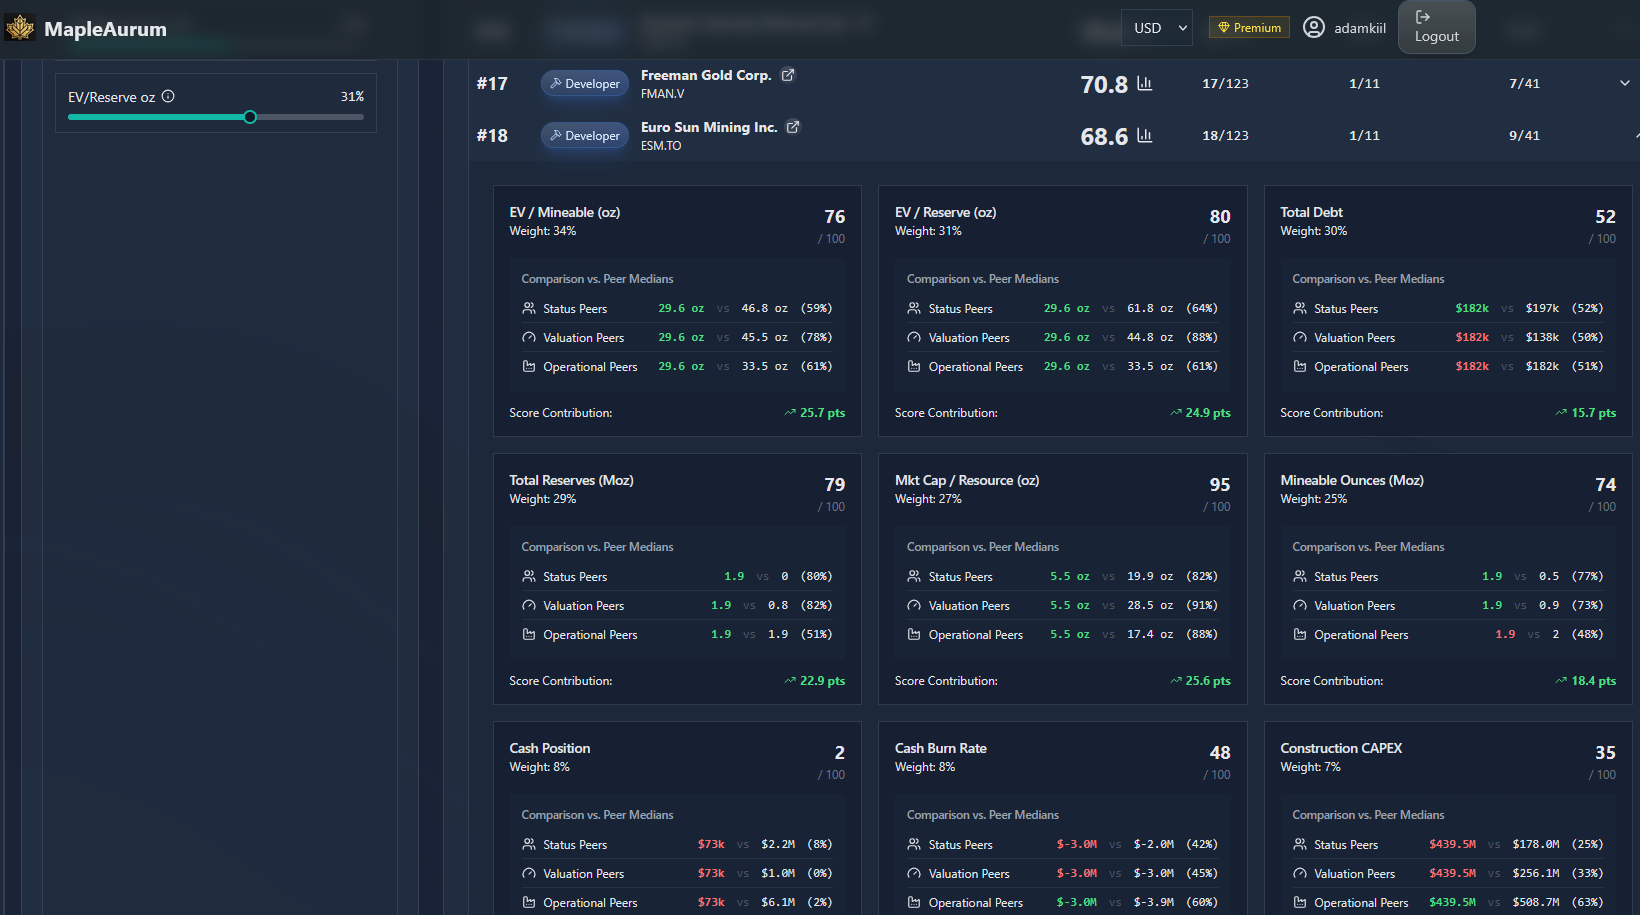 MapleAurum
USD
Premium
adamkiil
Logout
EV/Reserve oz 31%
#17 Developer Freeman Gold Corp. 70.8 17/123 1/11 7/41
FMAN.V
#18 Developer Euro Sun Mining Inc. 68.6 18/123 1/11 9/41
ESM.TO
EV / Mineable (oz) 76
Weight: 34% / 100
Comparison vs. Peer Medians
Status Peers 29.6 oz vs 46.8 oz (59%)
Valuation Peers 29.6 oz vs 45.5 oz (78%)
Operational Peers 29.6 oz vs 33.5 oz (61%)
Score Contribution: 25.7 pts
EV / Reserve (oz) 80
Weight: 31% / 100
Comparison vs. Peer Medians
Status Peers 29.6 oz vs 61.8 oz (64%)
Valuation Peers 29.6 oz vs 44.8 oz (88%)
Operational Peers 29.6 oz vs 33.5 oz (61%)
Score Contribution: 24.9 pts
Total Debt 52
Weight: 30% / 100
Comparison vs. Peer Medians
Status Peers $182k vs $197k (52%)
Valuation Peers $182k vs $138k (50%)
Operational Peers $182k vs $182k (51%)
Score Contribution: 15.7 pts
Total Reserves (Moz) 79
Weight: 29% / 100
Comparison vs. Peer Medians
Status Peers 1.9 vs 0 (80%)
Valuation Peers 1.9 vs 0.8 (82%)
Operational Peers 1.9 vs 1.9 (51%)
Score Contribution: 22.9 pts
Mkt Cap / Resource (oz) 95
Weight: 27% / 100
Comparison vs. Peer Medians
Status Peers 5.5 oz vs 19.9 oz (82%)
Valuation Peers 5.5 oz vs 28.5 oz (91%)
Operational Peers 5.5 oz vs 17.4 oz (88%)
Score Contribution: 25.6 pts
Mineable Ounces (Moz) 74
Weight: 25% / 100
Comparison vs. Peer Medians
Status Peers 1.9 vs 0.5 (77%)
Valuation Peers 1.9 vs 0.9 (73%)
Operational Peers 1.9 vs 2 (48%)
Score Contribution: 18.4 pts
Cash Position 2
Weight: 8% / 100
Comparison vs. Peer Medians
Status Peers $73k vs $2.2M (8%)
Valuation Peers $73k vs $1.0M (0%)
Operational Peers $73k vs $6.1M (2%)
Cash Burn Rate 48
Weight: 8% / 100
Comparison vs. Peer Medians
Status Peers $-3.0M vs $-2.0M (42%)
Valuation Peers $-3.0M vs $-3.0M (45%)
Operational Peers $-3.0M vs $-3.9M (60%)
Construction CAPEX 35
Weight: 7% / 100
Comparison vs. Peer Medians
Status Peers $439.5M vs $178.0M (25%)
Valuation Peers $439.5M vs $256.1M (33%)
Operational Peers $439.5M vs $508.7M (63%)